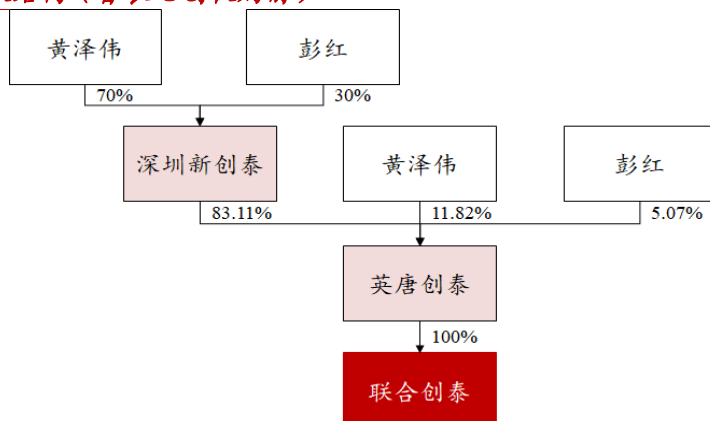 黄泽伟
彭红
70%
30%
深圳新创泰
黄泽伟
彭红
83.11%
11.82%
5.07%
英唐创泰
100%
联合创泰